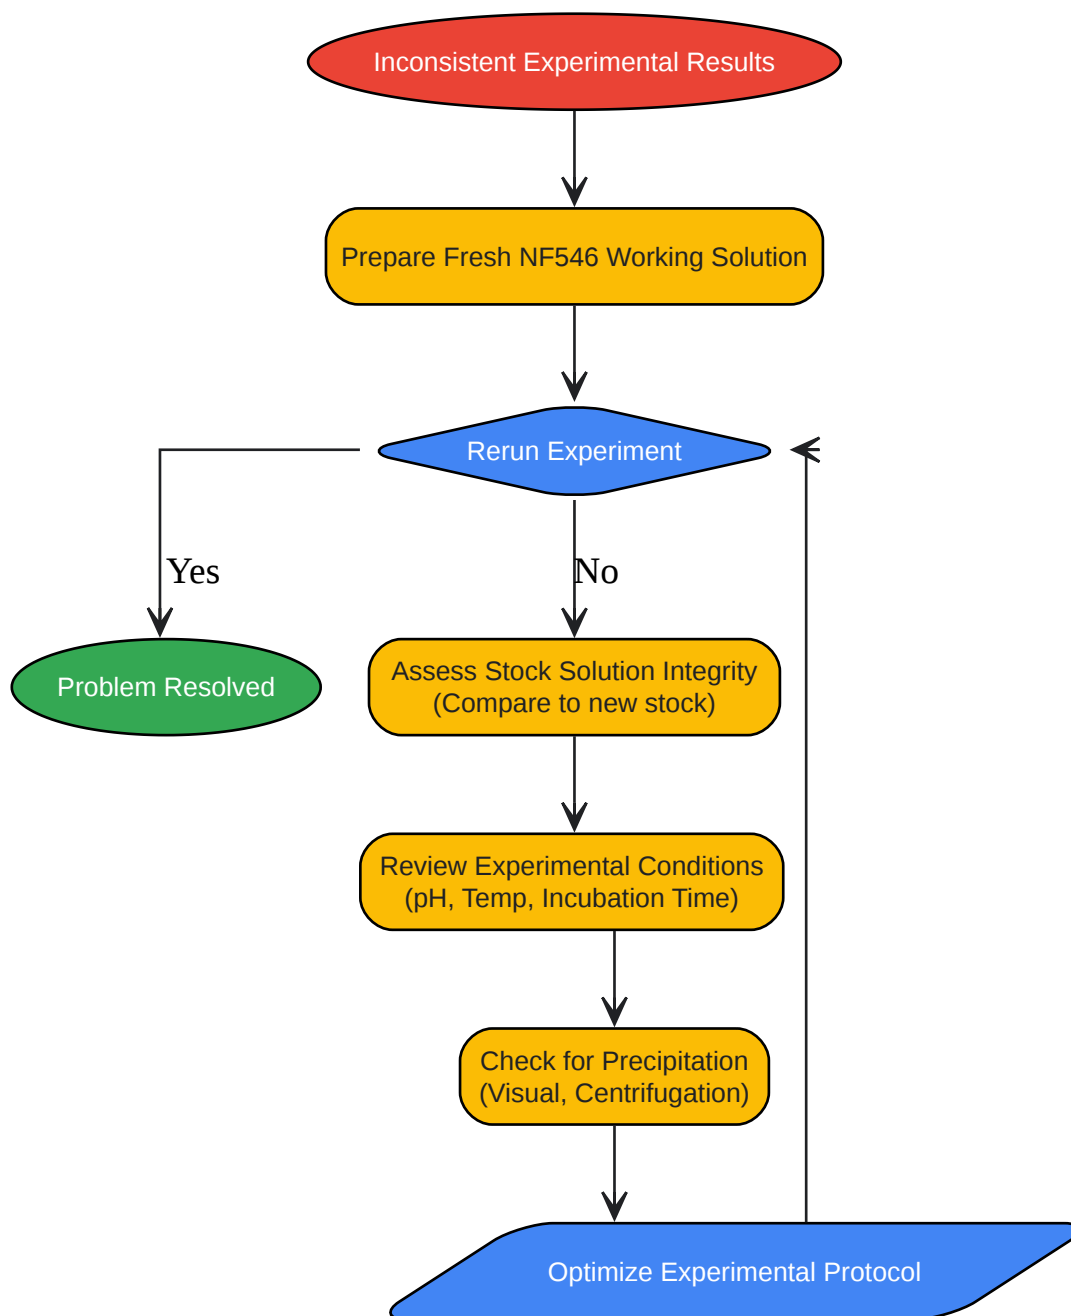 Inconsistent Experimental Results
Prepare Fresh NF546 Working Solution
Rerun Experiment
Yes
No
Problem Resolved
Assess Stock Solution Integrity
(Compare to new stock)
Review Experimental Conditions
(pH, Temp, Incubation Time)
Check for Precipitation
(Visual, Centrifugation)
Optimize Experimental Protocol